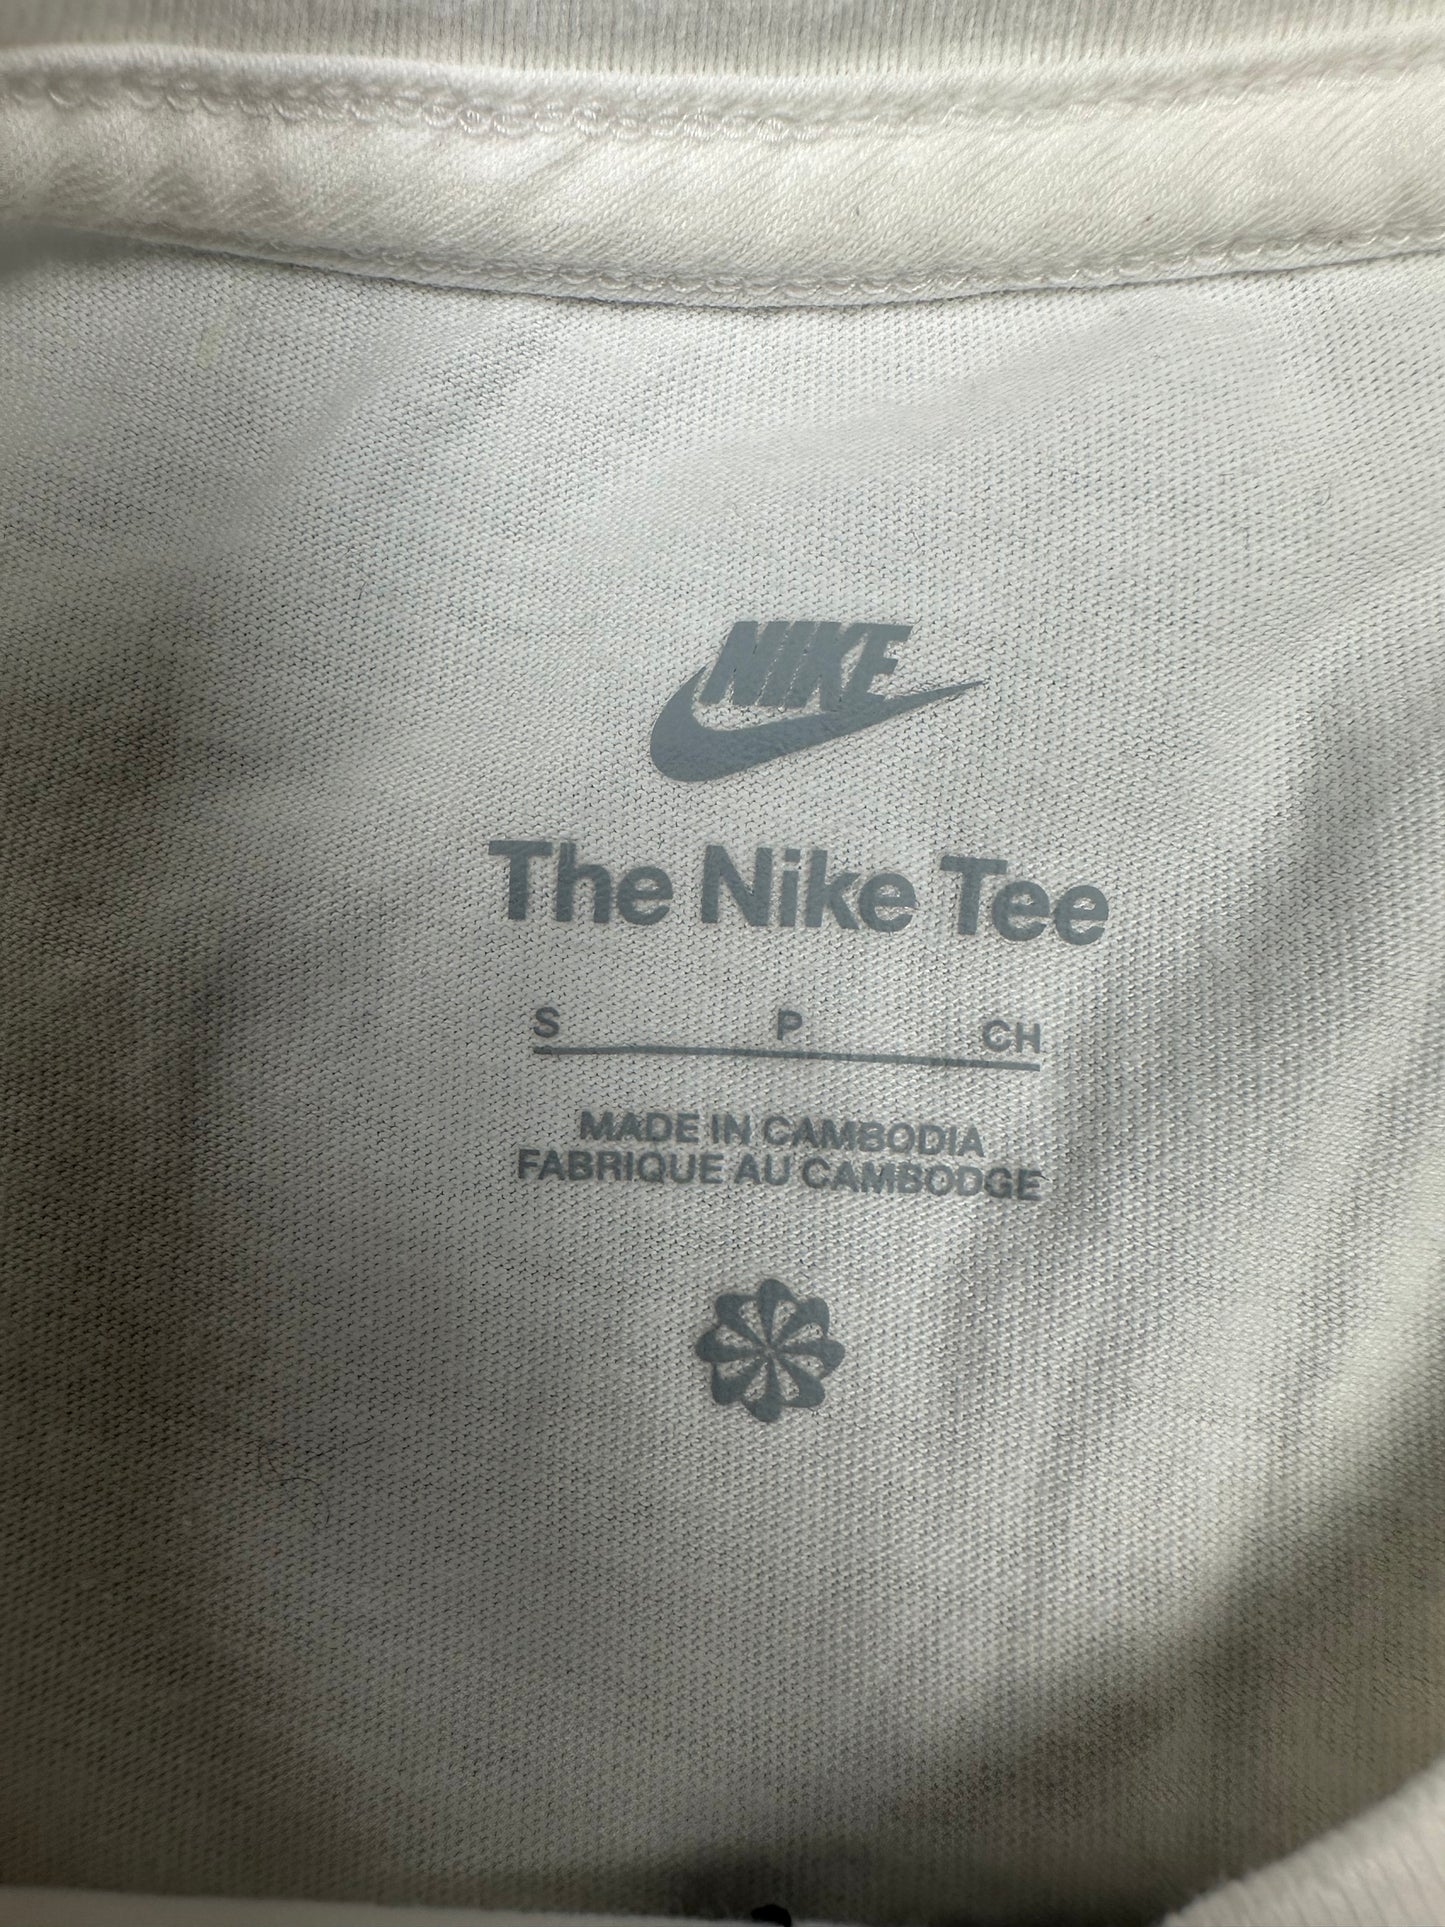 NIKE
The Nike Tee
S P CH
MADE IN CAMBODIA
FABRIQUE AU CAMBODGE